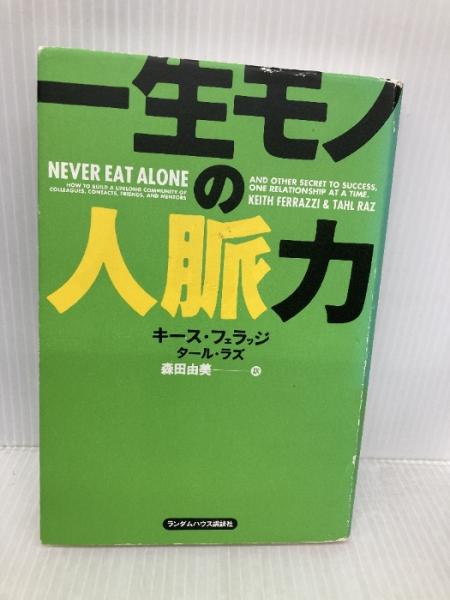 一生モノ
の
人脈力
NEVER EAT ALONE
HOW TO BUILD A LIFELONG COMMUNITY OF
COLLEAGUES, CONTACTS, FRIENDS, AND MENTORS
AND OTHER SECRET TO SUCCESS,
ONE RELATIONSHIP AT A TIME.
KEITH FERRAZZI & TAHL RAZ
キース・フェラッジ
タール・ラズ
森田由美 訳
ランダムハウス講談社